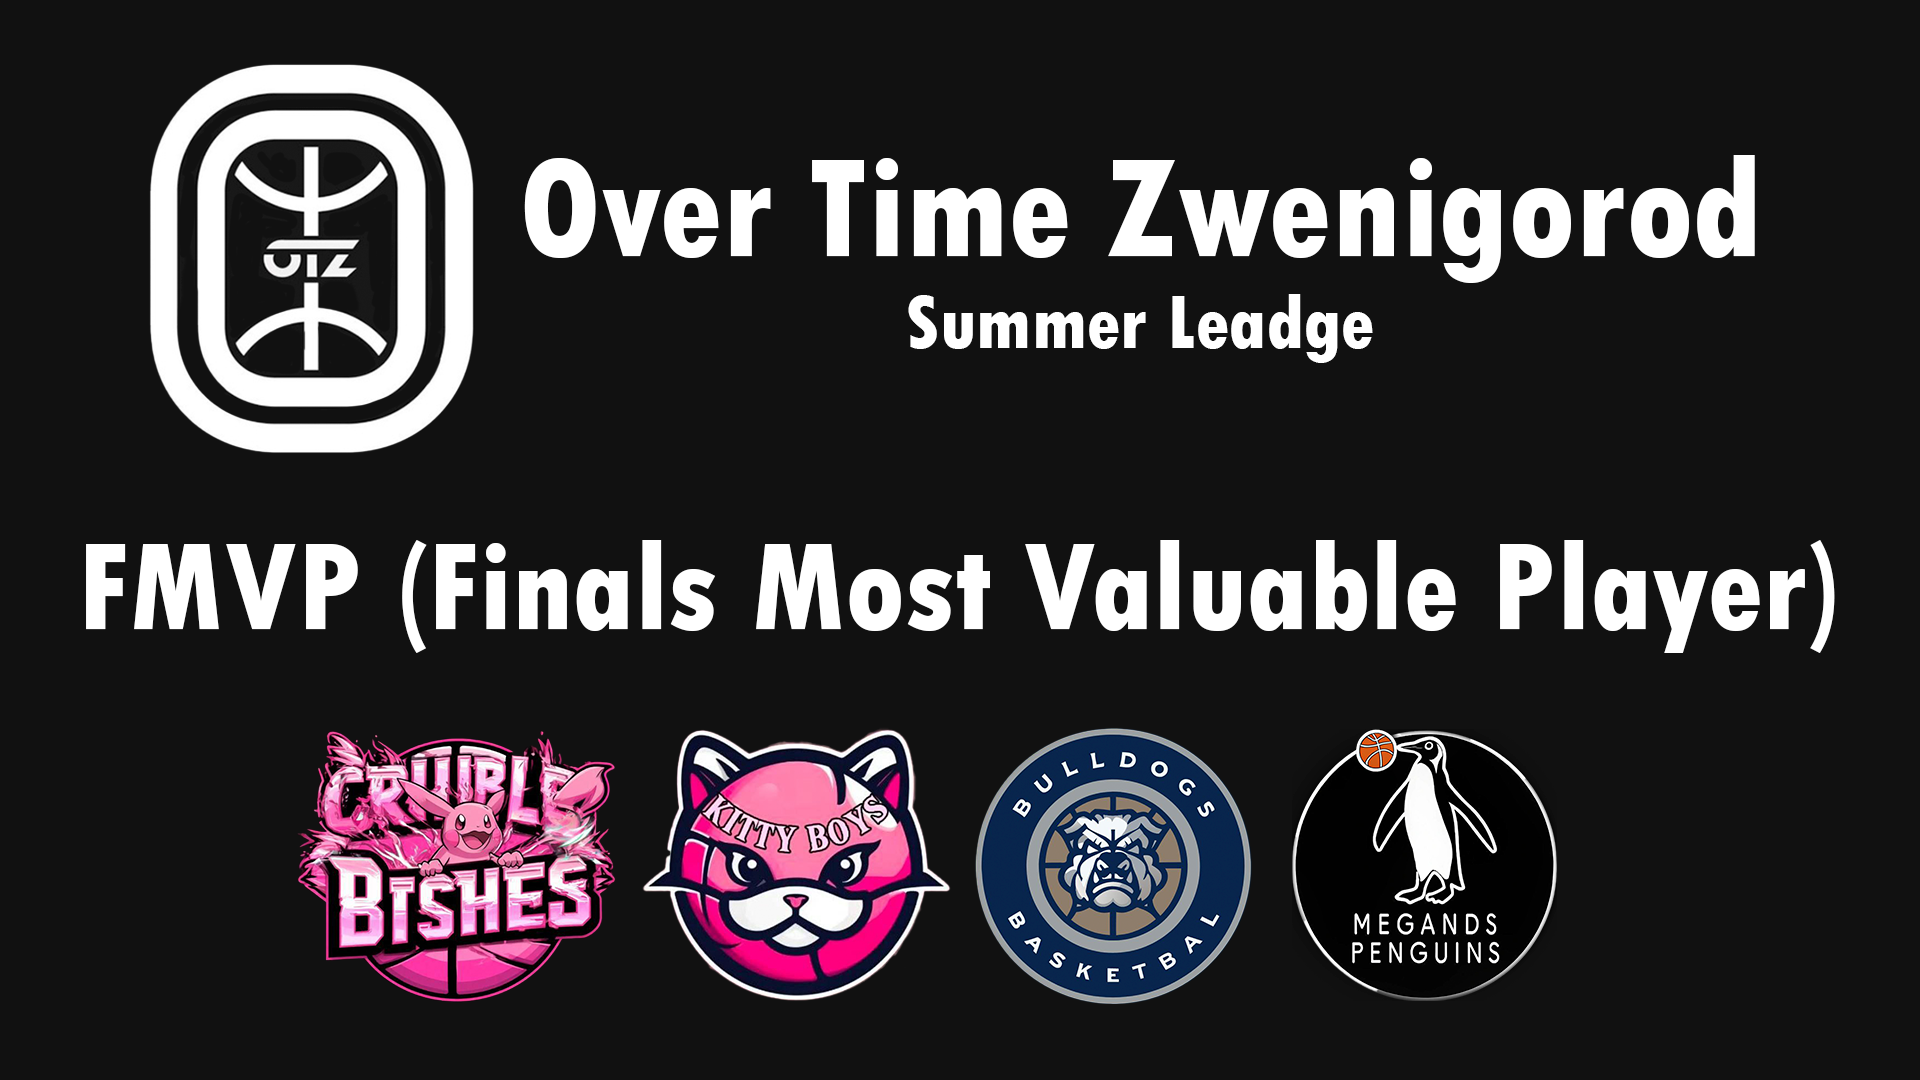 OTZ
Over Time Zwenigorod
Summer Leadge
FMVP (Finals Most Valuable Player)
BISHES
KITTY BOYS
BULLDOGS
BASKETBAL
MEGANDS
PENGUINS